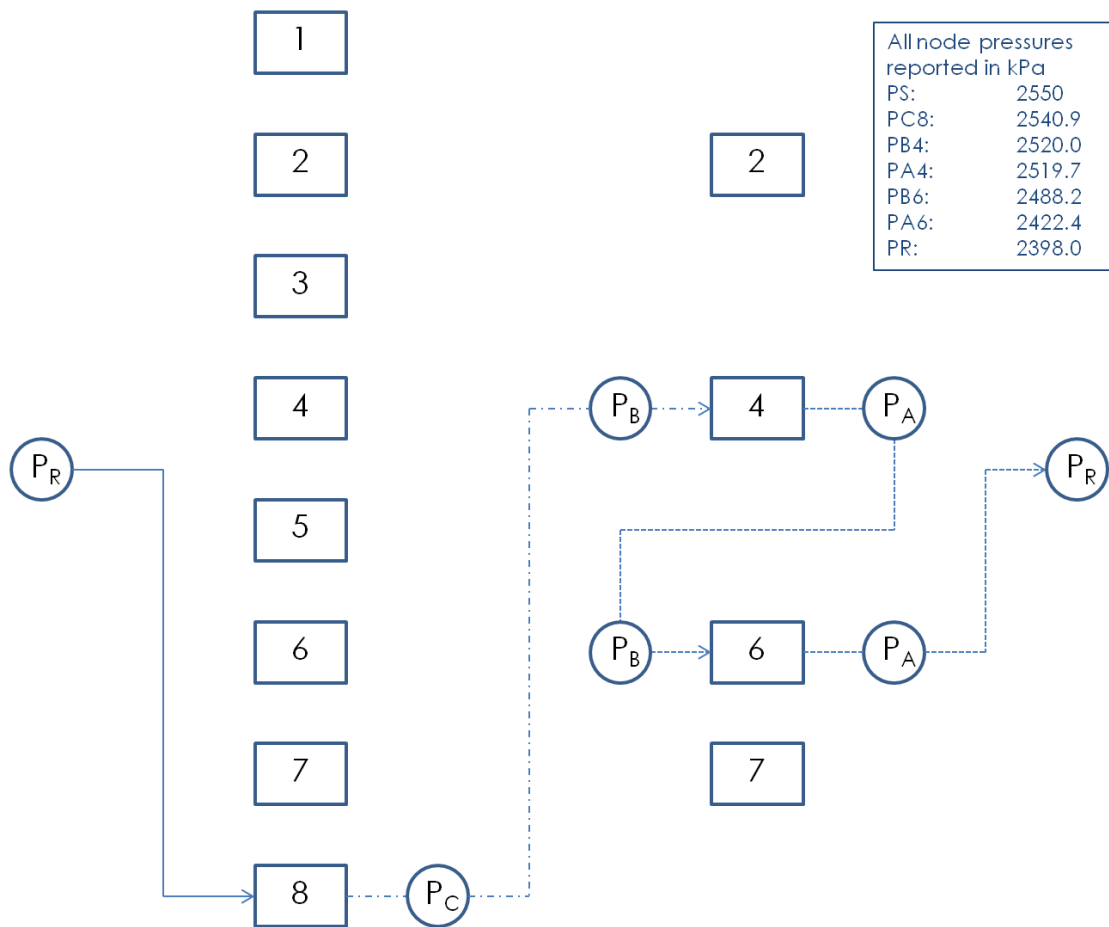 1
All node pressures
reported in kPa
PS: 2550
PC8: 2540.9
PB4: 2520.0
PA4: 2519.7
PB6: 2488.2
PA6: 2422.4
PR: 2398.0
2 2
3
4 PB 4 PA
PR PR
5
6 PB 6 PA
7 7
8 PC